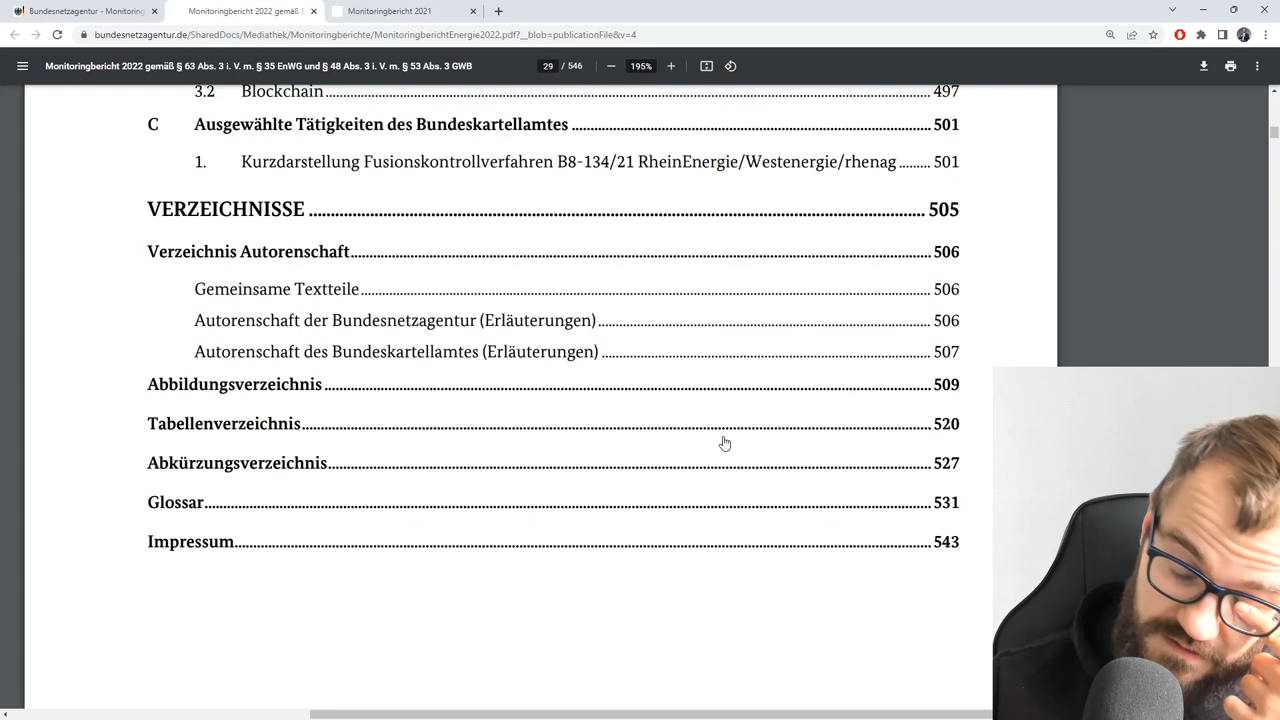 Bundesnetzagentur - Monitoring
Monitoringbericht 2022 gemäß §
Monitoringbericht 2021
bundesnetzagentur.de/SharedDocs/Mediathek/Monitoringberichte/MonitoringberichtEnergie2022.pdf?__blob=publicationFile&v=4
Monitoringbericht 2022 gemäß § 63 Abs. 3 i. V. m. § 35 EnWG und § 48 Abs. 3 i. V. m. § 53 Abs. 3 GWB
29 / 546
195%
3.2 Blockchain 497
C Ausgewählte Tätigkeiten des Bundeskartellamtes 501
1. Kurzdarstellung Fusionskontrollverfahren B8-134/21 RheinEnergie/Westenergie/rhenag 501
VERZEICHNISSE 505
Verzeichnis Autorenschaft 506
Gemeinsame Textteile 506
Autorenschaft der Bundesnetzagentur (Erläuterungen) 506
Autorenschaft des Bundeskartellamtes (Erläuterungen) 507
Abbildungsverzeichnis 509
Tabellenverzeichnis 520
Abkürzungsverzeichnis 527
Glossar 531
Impressum 543